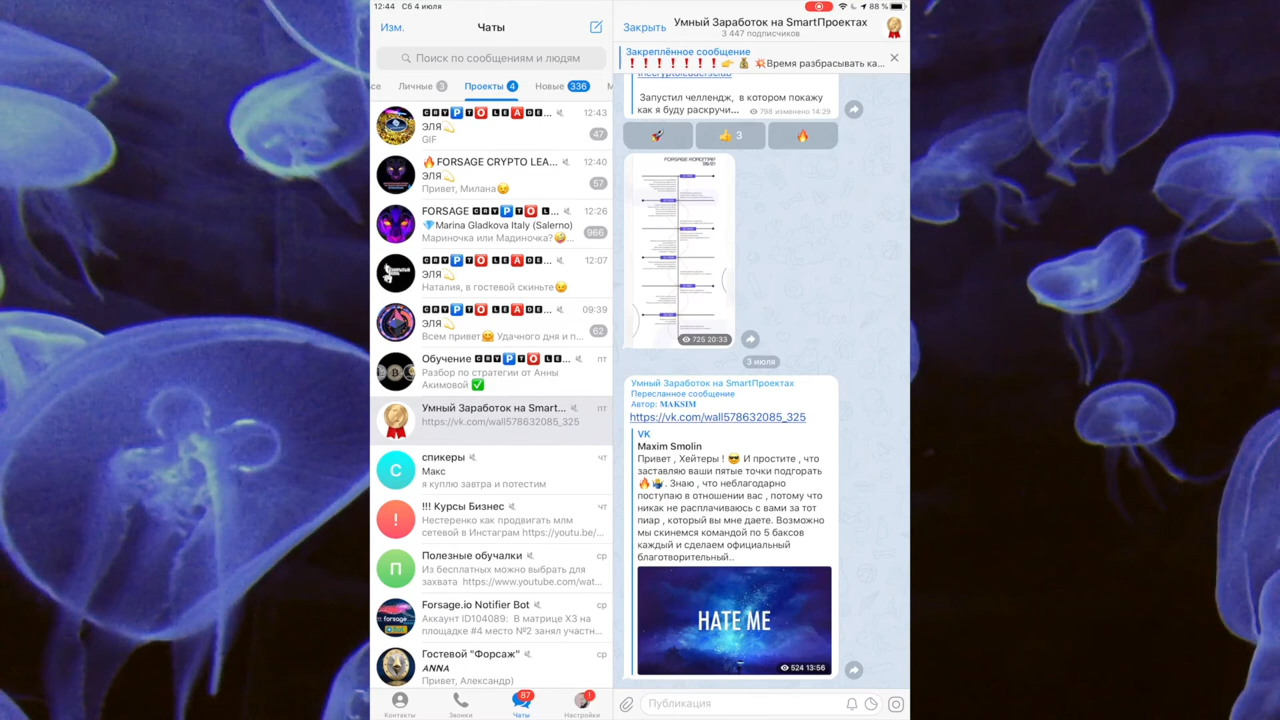 12:44 Сб 4 июля
88 %
Изм.
Чаты
Поиск по сообщениям и людям
се
Личные 3
Проекты 4
Новые 336
🅲🆁🆈🅿️🆃🅾️ 🅻🅴🅰️🅳🅴... 12:43
ЭЛЯ💫
GIF
47
🔥FORSAGE CRYPTO LEA... 12:40
ЭЛЯ💫
Привет, Милана😉
57
FORSAGE 🅲🆁🆈🅿️🆃🅾️ 🅻... 12:26
💎Marina Gladkova Italy (Salerno)
Мариночка или Мадиночка?🤪...
966
🅲🆁🆈🅿️🆃🅾️ 🅻🅴🅰️🅳🅴... 12:07
ЭЛЯ💫
Наталия, в гостевой скиньте😉
🅲🆁🆈🅿️🆃🅾️ 🅻🅴🅰️🅳🅴... 09:39
ЭЛЯ💫
Всем привет🤗 Удачного дня и п...
62
Обучение 🅲🆁🆈🅿️🆃🅾️ 🅻🅴... пт
Разбор по стратегии от Анны
Акимовой ✅
Умный Заработок на Smart... пт
https://vk.com/wall578632085_325
С
спикеры чт
Макс
я куплю завтра и потестим
!
!!! Курсы Бизнес чт
Нестеренко как продвигать млм
сетевой в Инстаграм https://youtu.be/...
П
Полезные обучалки ср
Из бесплатных можно выбрать для
захвата https://www.youtube.com/wat...
forsage
Forsage.io Notifier Bot ср
Аккаунт ID104089: В матрице X3 на
площадке #4 место №2 занял участн...
Гостевой "Форсаж" ср
ANNA
Привет, Александр)
Контакты
Звонки
87
Чаты
!
Настройки
Закрыть
Умный Заработок на SmartПроектах
3 447 подписчиков
Закреплённое сообщение
❗❗❗❗❗❗❗👉 💰 💥Время разбрасывать ка...
thecryptoleadersclub
Запустил челлендж, в котором покажу
как я буду раскручи...
798 изменено 14:29
🚀
👍 3
🔥
FORSAGE ROADMAP
725 20:33
3 июля
Умный Заработок на SmartПроектах
Пересланное сообщение
Автор: MAKSIM
https://vk.com/wall578632085_325
VK
Maxim Smolin
Привет , Хейтеры ! 😎 И простите , что
заставляю ваши пятые точки подгорать
🔥🤷‍♂️. Знаю , что неблагодарно
поступаю в отношении вас , потому что
никак не расплачиваюсь с вами за тот
пиар , который вы мне даете. Возможно
мы скинемся командой по 5 баксов
каждый и сделаем официальный
благотворительный..
HATE ME
524 13:56
Публикация